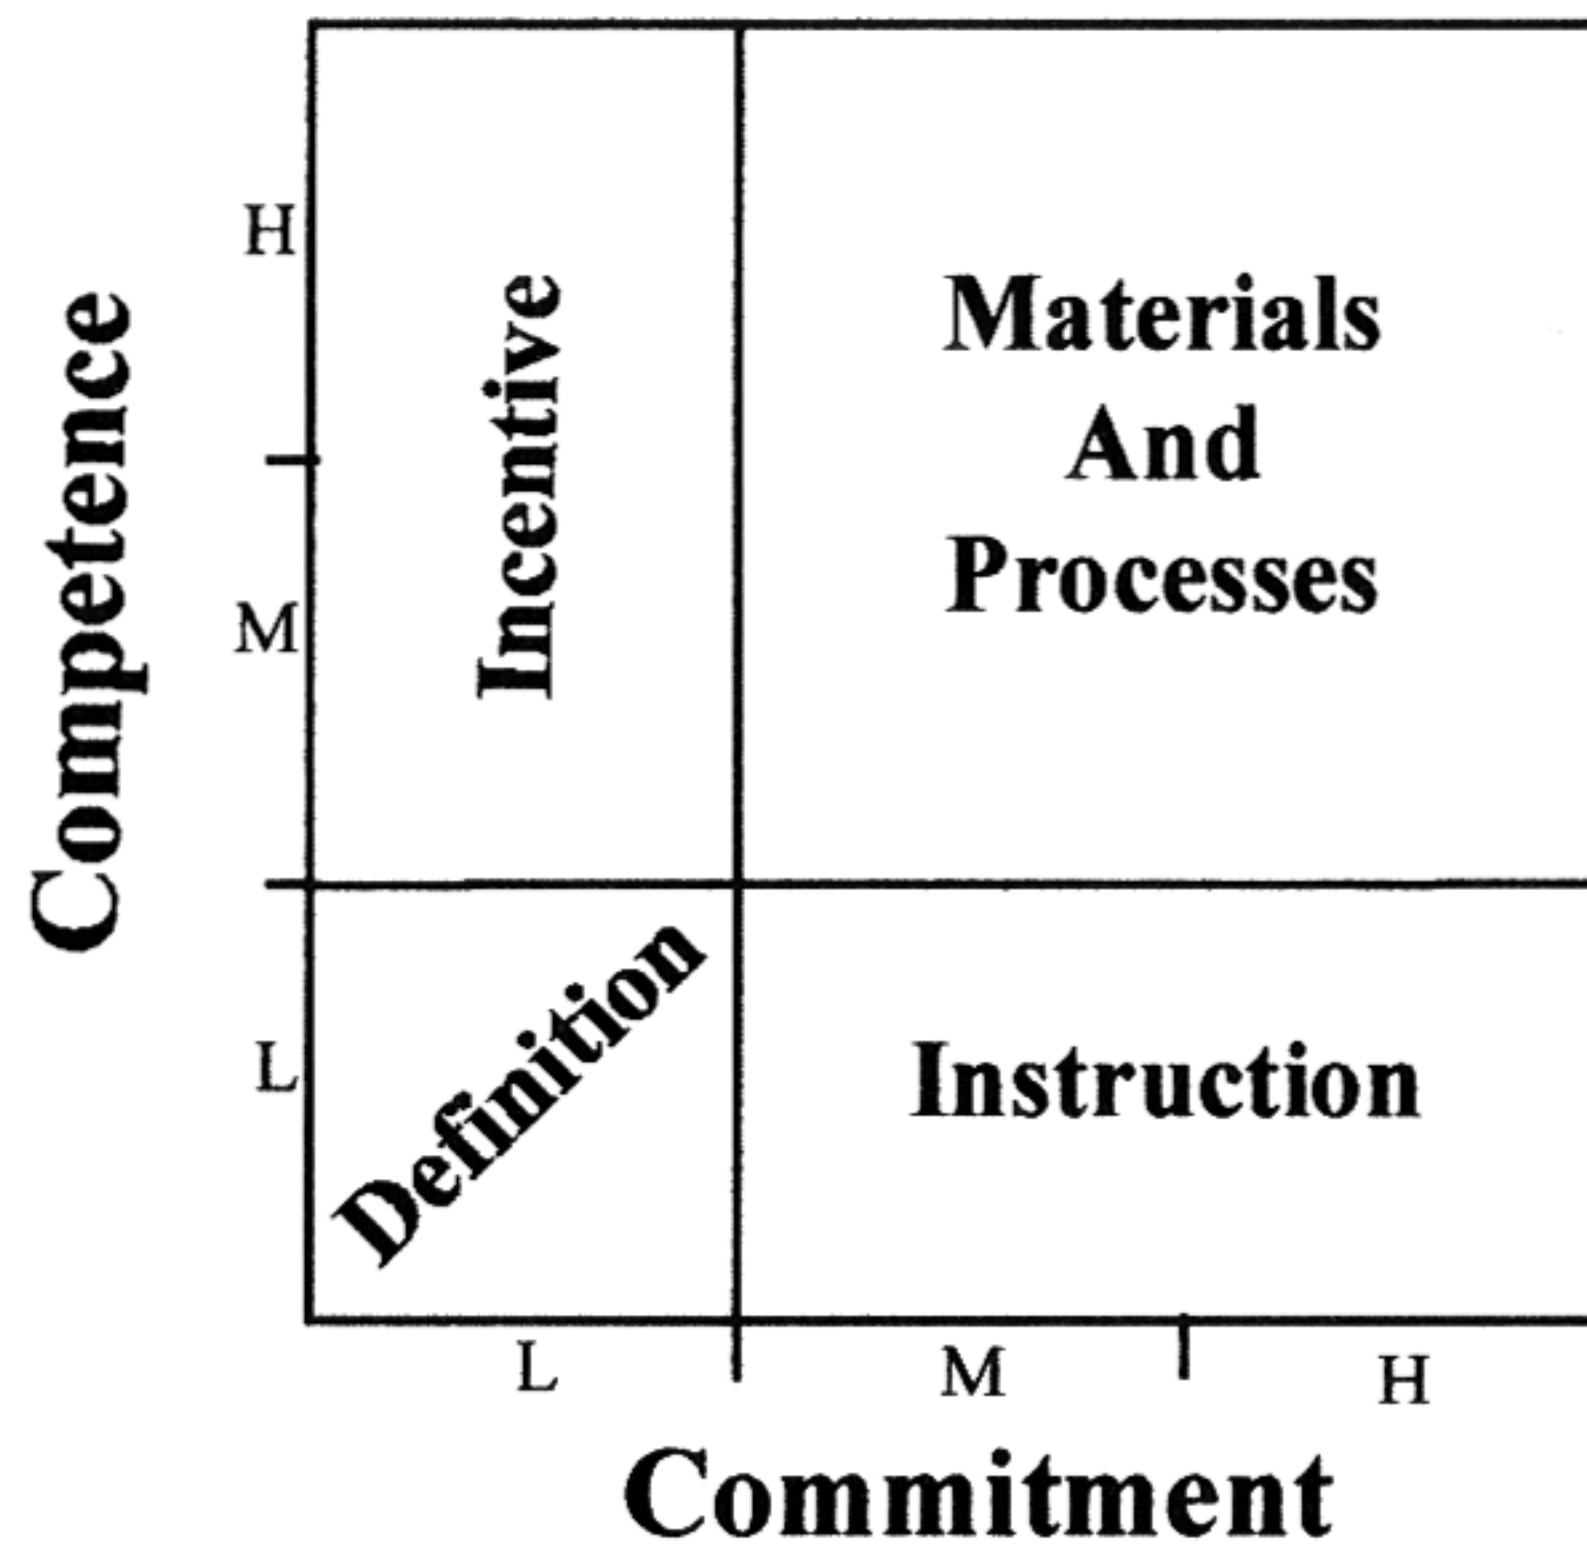 Competence
H
M
L
Incentive
Materials
And
Processes
Definition
Instruction
L
M
H
Commitment